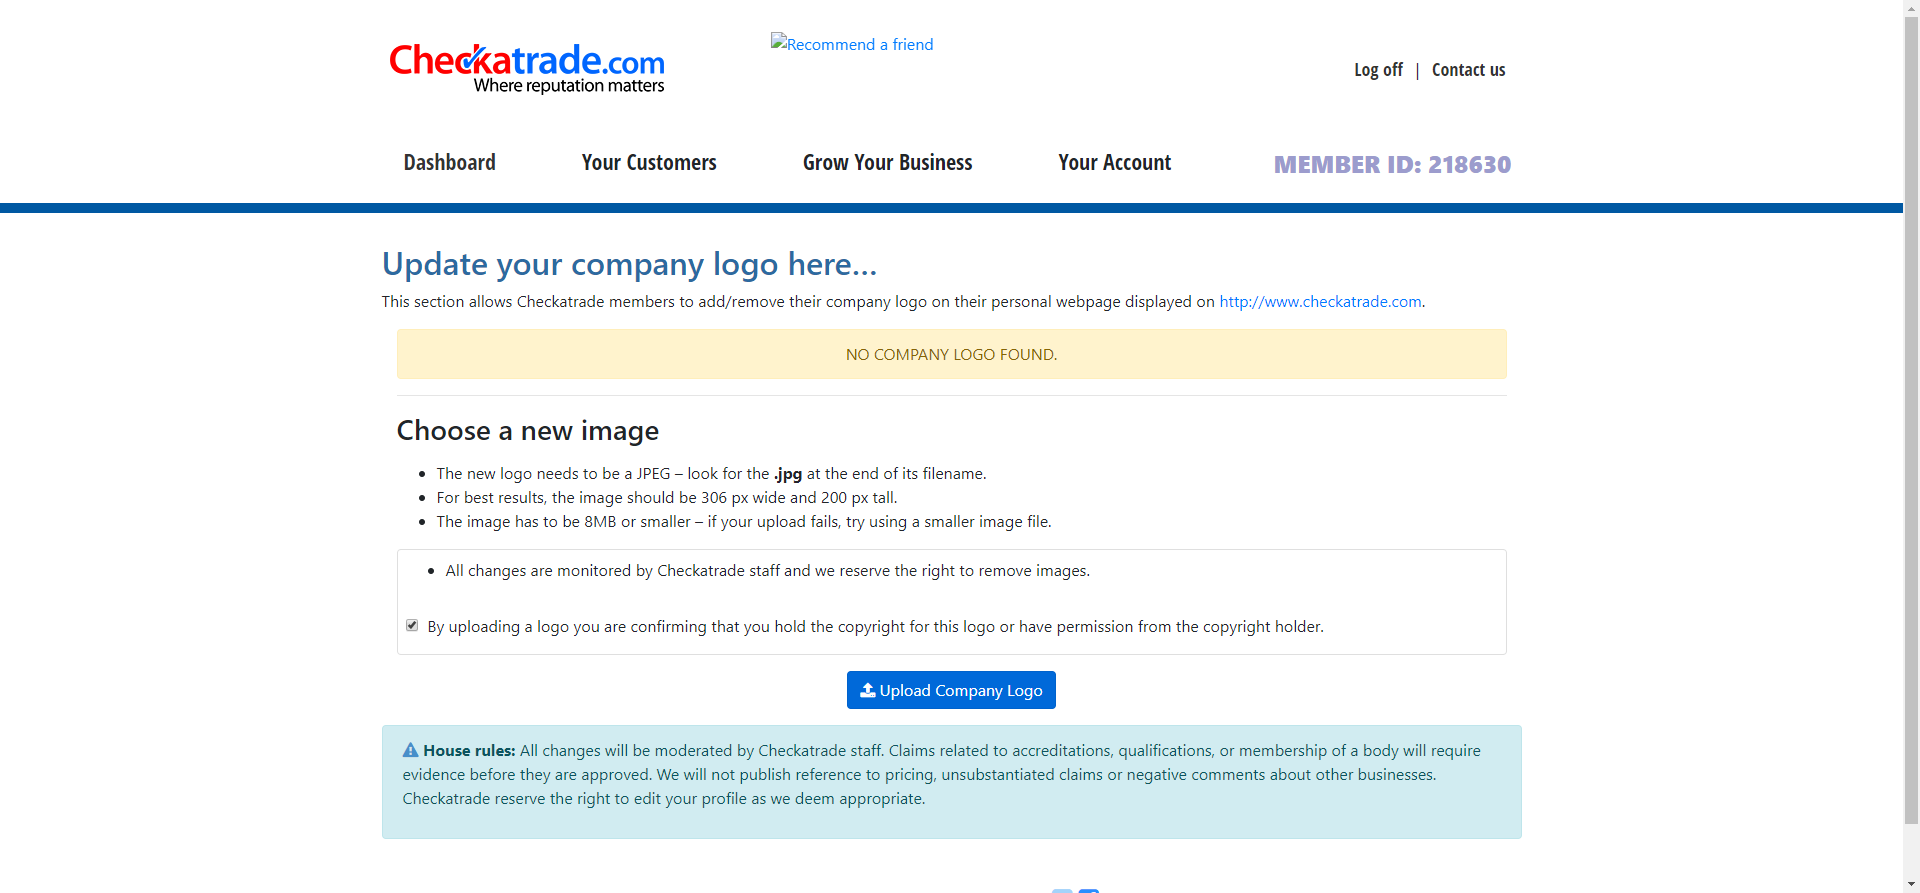 Checkatrade.com
Where reputation matters
Recommend a friend
Log off | Contact us
Dashboard
Your Customers
Grow Your Business
Your Account
MEMBER ID: 218630
Update your company logo here...
This section allows Checkatrade members to add/remove their company logo on their personal webpage displayed on http://www.checkatrade.com.
NO COMPANY LOGO FOUND.
Choose a new image
• The new logo needs to be a JPEG – look for the .jpg at the end of its filename.
• For best results, the image should be 306 px wide and 200 px tall.
• The image has to be 8MB or smaller – if your upload fails, try using a smaller image file.
• All changes are monitored by Checkatrade staff and we reserve the right to remove images.
By uploading a logo you are confirming that you hold the copyright for this logo or have permission from the copyright holder.
Upload Company Logo
House rules: All changes will be moderated by Checkatrade staff. Claims related to accreditations, qualifications, or membership of a body will require
evidence before they are approved. We will not publish reference to pricing, unsubstantiated claims or negative comments about other businesses.
Checkatrade reserve the right to edit your profile as we deem appropriate.